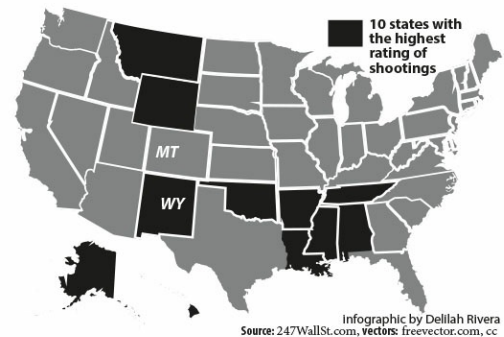 10 states with
the highest
rating of
shootings
MT
WY
Infographic by Delilah Rivera
Source: 247WallSt.com, vectors: freevector.com, cc